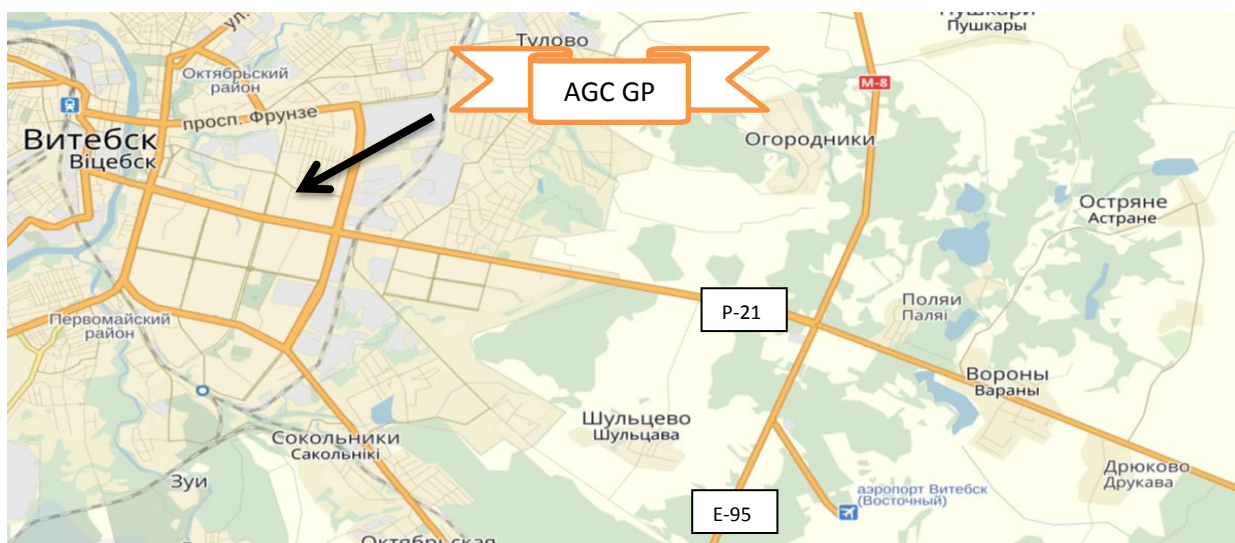 Пушкари
Пушкары
ул.
Тулово
AGC GP
Октябрьский
район
М-8
просп. Фрунзе
Витебск
Віцебск
Огородники
Остряне
Астране
Поляи
Паляі
P-21
Первомайский
район
Вороны
Вараны
Шульцево
Шульцава
Сокольники
Сакольнікі
Дрюково
Друкава
Зуи
аэропорт Витебск
(Восточный)
E-95
Октябрьская